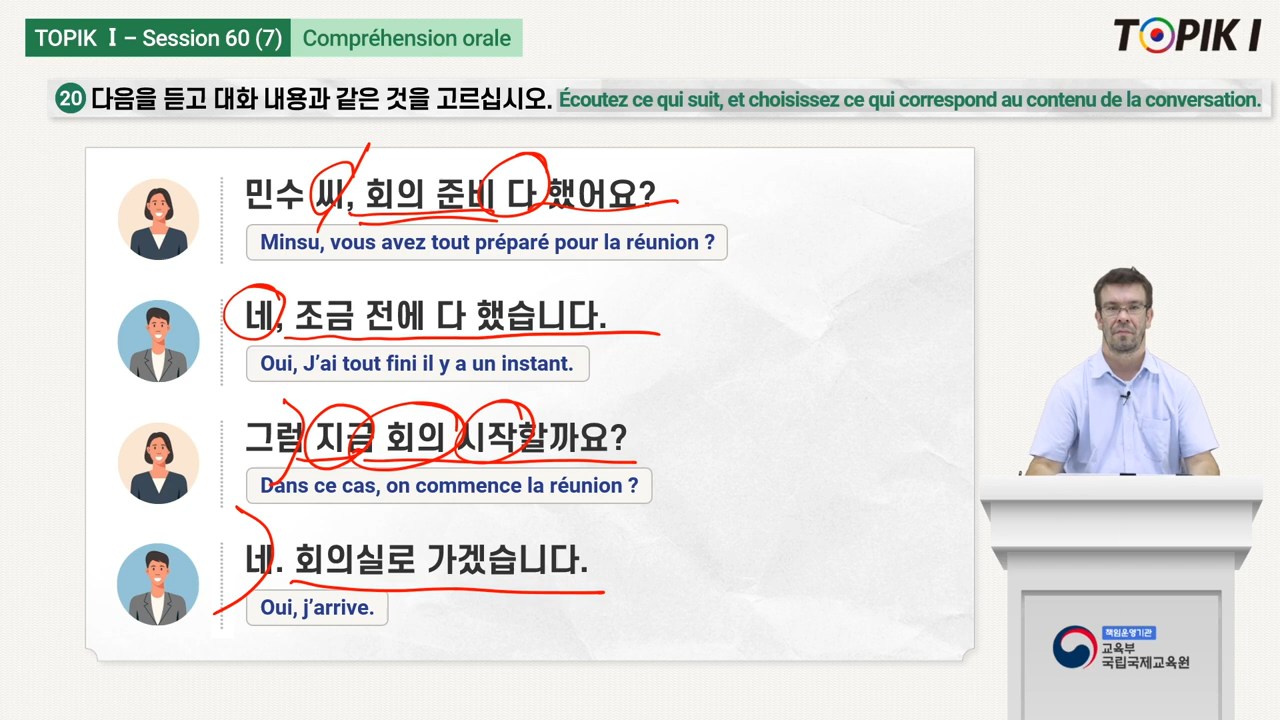 TOPIK Ⅰ – Session 60 (7) Compréhension orale
TOPIK I
20 다음을 듣고 대화 내용과 같은 것을 고르십시오. Écoutez ce qui suit, et choisissez ce qui correspond au contenu de la conversation.
민수 씨, 회의 준비 다 했어요?
Minsu, vous avez tout préparé pour la réunion ?
네, 조금 전에 다 했습니다.
Oui, J'ai tout fini il y a un instant.
그럼 지금 회의 시작할까요?
Dans ce cas, on commence la réunion ?
네. 회의실로 가겠습니다.
Oui, j'arrive.
책임운영기관
교육부
국립국제교육원